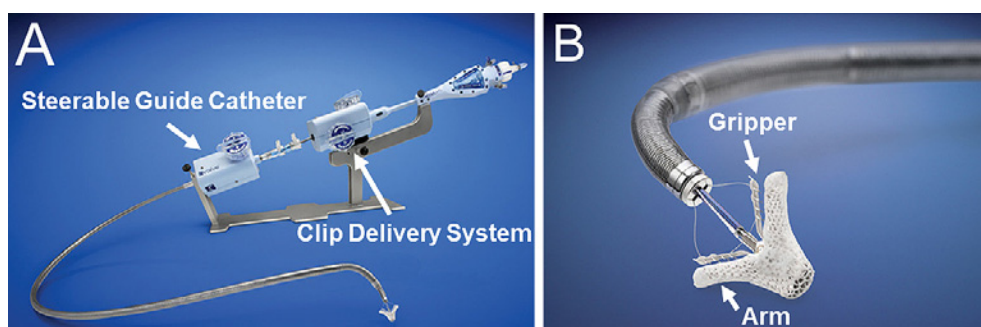 A
Steerable Guide Catheter
Clip Delivery System
B
Gripper
Arm